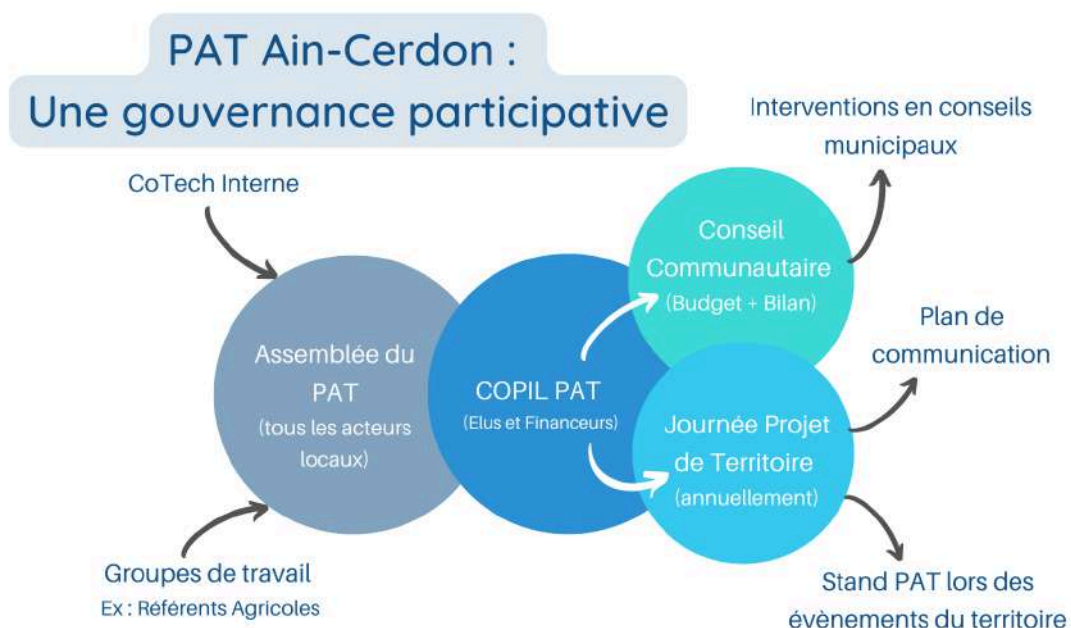 PAT Ain-Cerdon :
Une gouvernance participative
CoTech Interne
Assemblée du
PAT
(tous les acteurs
locaux)
Groupes de travail
Ex : Référents Agricoles
COPIL PAT
(Elus et Financeurs)
Conseil
Communautaire
(Budget + Bilan)
Journée Projet
de Territoire
(annuellement)
Interventions en conseils
municipaux
Plan de
communication
Stand PAT lors des
évènements du territoire